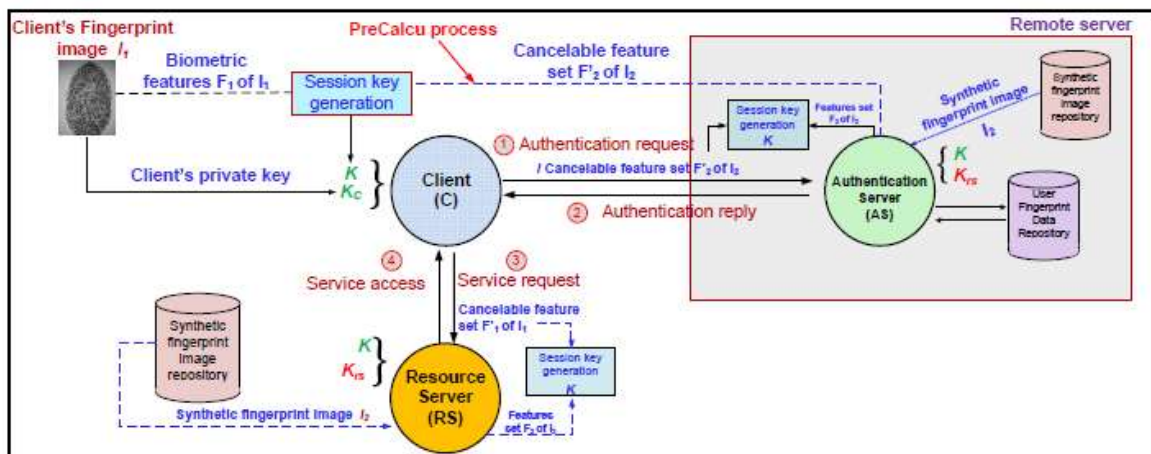 Client's Fingerprint
image I1
Remote server
PreCalcu process
Biometric
features F1 of I1
Session key
generation
Cancelable feature
set F'2 of I2
Synthetic
fingerprint
image
repository
Synthetic
fingerprint image
I2
Session key
generation
K
Features set
F2 of I2
1 Authentication request
/ Cancelable feature set F'2 of I2
Client's private key
K
KC
Client
(C)
Authentication
Server
(AS)
K
Krs
2 Authentication reply
User
Fingerprint
Data
Repository
4
Service access
3
Service request
Cancelable feature
set F'1 of I1
Synthetic
fingerprint
image
repository
K
Krs
Session key
generation
K
Resource
Server
(RS)
Synthetic fingerprint image I2
Features
set F2 of I2